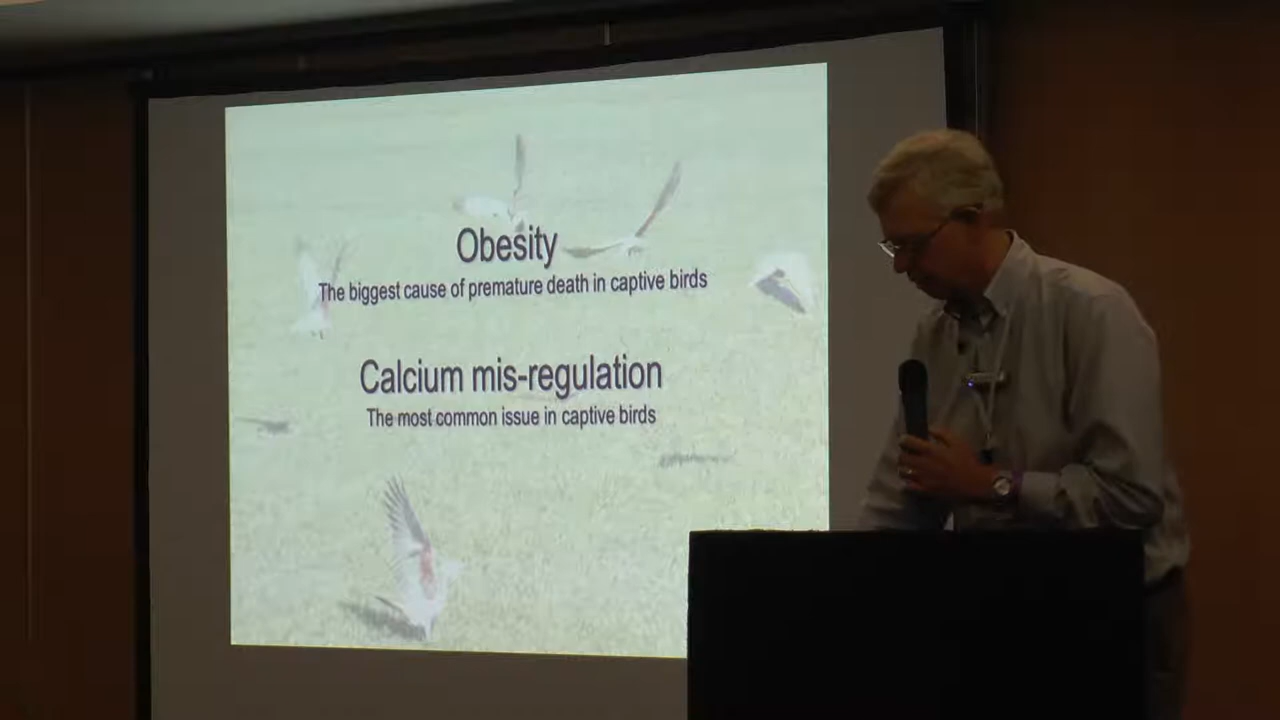 Obesity
The biggest cause of premature death in captive birds
Calcium mis-regulation
The most common issue in captive birds